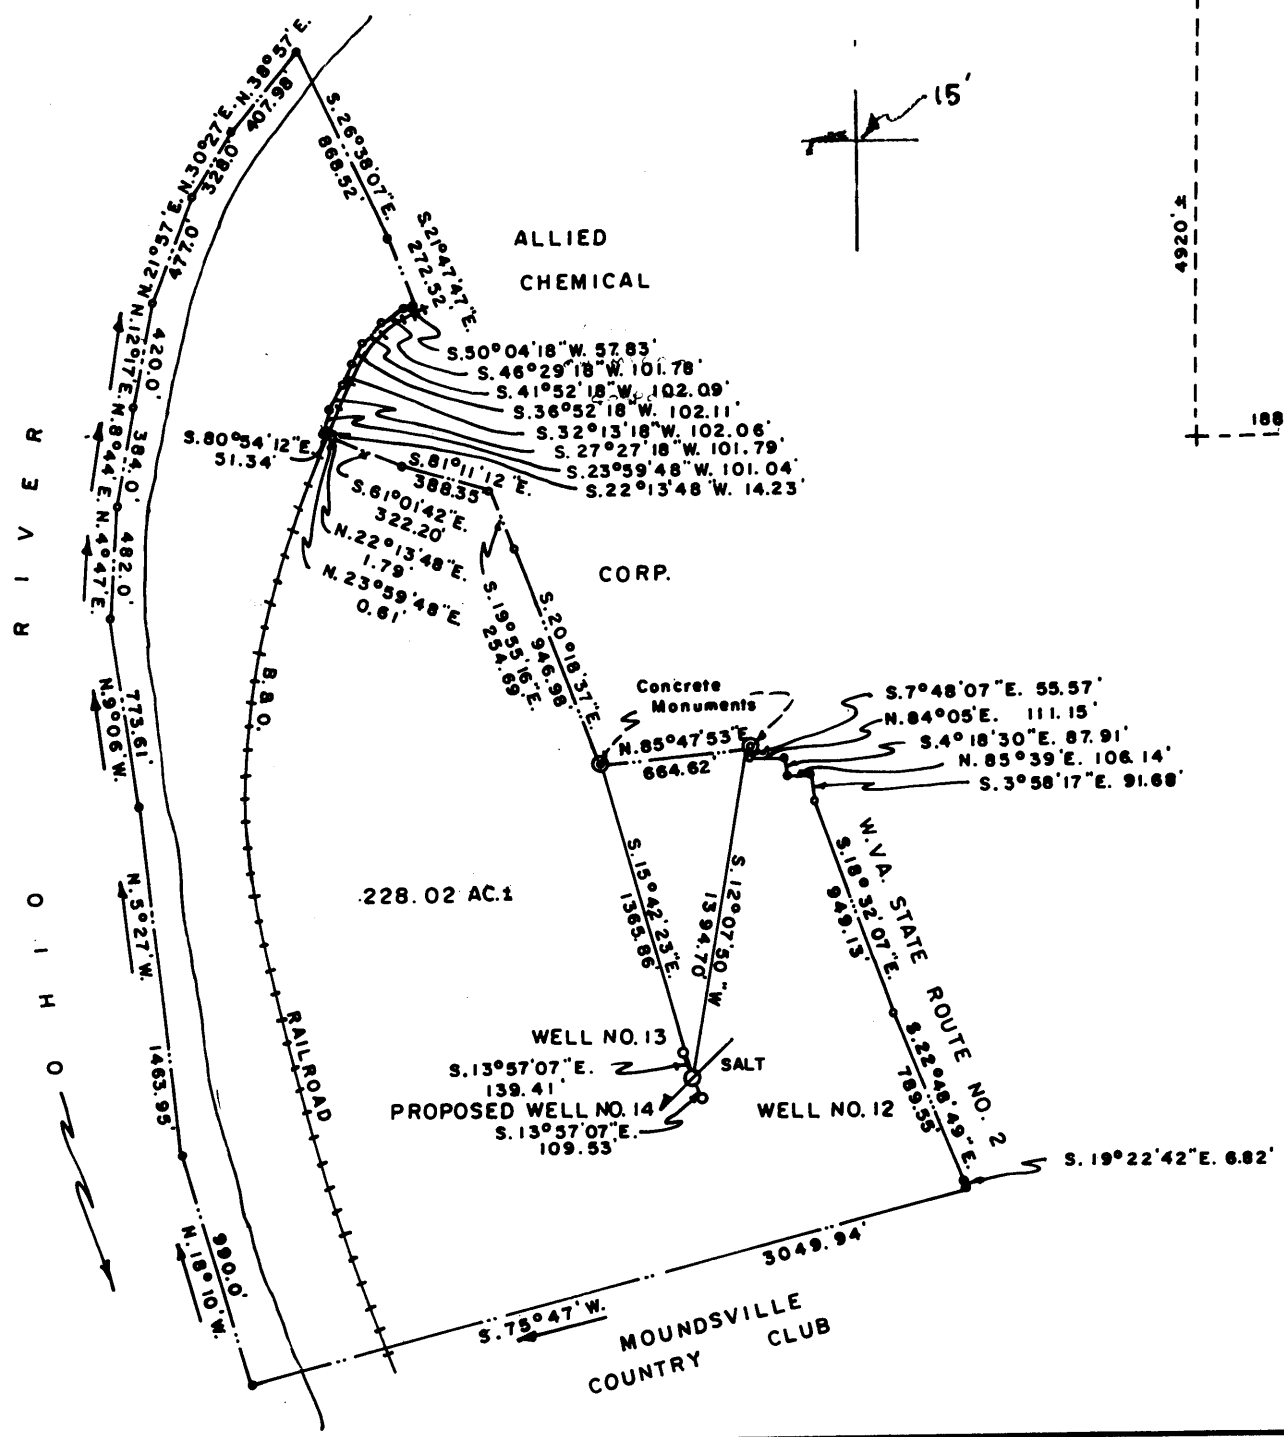 15'
4920' ±
188
N.38°57'E.
407.98'
N.30°27'E.
328.0'
N.21°57'E.
477.0'
N.12°17'E.
420.0'
N.8°44'E.
384.0'
N.4°47'E.
482.0'
N.9°06'W.
773.61'
N.5°27'W.
1463.95'
N.18°10'W.
990.0'
S.26°38'07"E.
868.52'
S.21°47'47"E.
272.52'
ALLIED
CHEMICAL
CORP.
S.50°04'18"W. 57.83'
S.46°29'18"W. 101.78'
S.41°52'18"W. 102.09'
S.36°52'18"W. 102.11'
S.32°13'18"W. 102.06'
S.27°27'18"W. 101.79'
S.23°59'48"W. 101.04'
S.22°13'48"W. 14.23'
S.80°54'12"E.
51.34'
S.81°11'12"E.
388.35'
S.61°01'42"E.
322.20'
N.22°13'48"E.
1.79'
N.23°59'48"E.
0.61'
S.19°55'16"E.
254.69'
S.20°18'37"E.
946.98'
OHIO RIVER
B.&O.
RAILROAD
Concrete
Monuments
N.85°47'53"E.
664.62'
S.7°48'07"E. 55.57'
N.84°05'E. 111.15'
S.4°18'30"E. 87.91'
N.85°39'E. 106.14'
S.3°58'17"E. 91.68'
228.02 AC.±
S.15°42'23"E.
1365.86'
S.12°07'50"W
1394.70'
W.VA. STATE ROUTE NO. 2
S.18°32'07"E.
949.13'
S.22°48'49"E.
789.55'
WELL NO. 13
S.13°57'07"E.
139.41'
SALT
PROPOSED WELL NO. 14
WELL NO. 12
S.13°57'07"E.
109.53'
S.19°22'42"E. 6.82'
3049.94'
S.75°47'W.
MOUNDSVILLE
COUNTRY CLUB